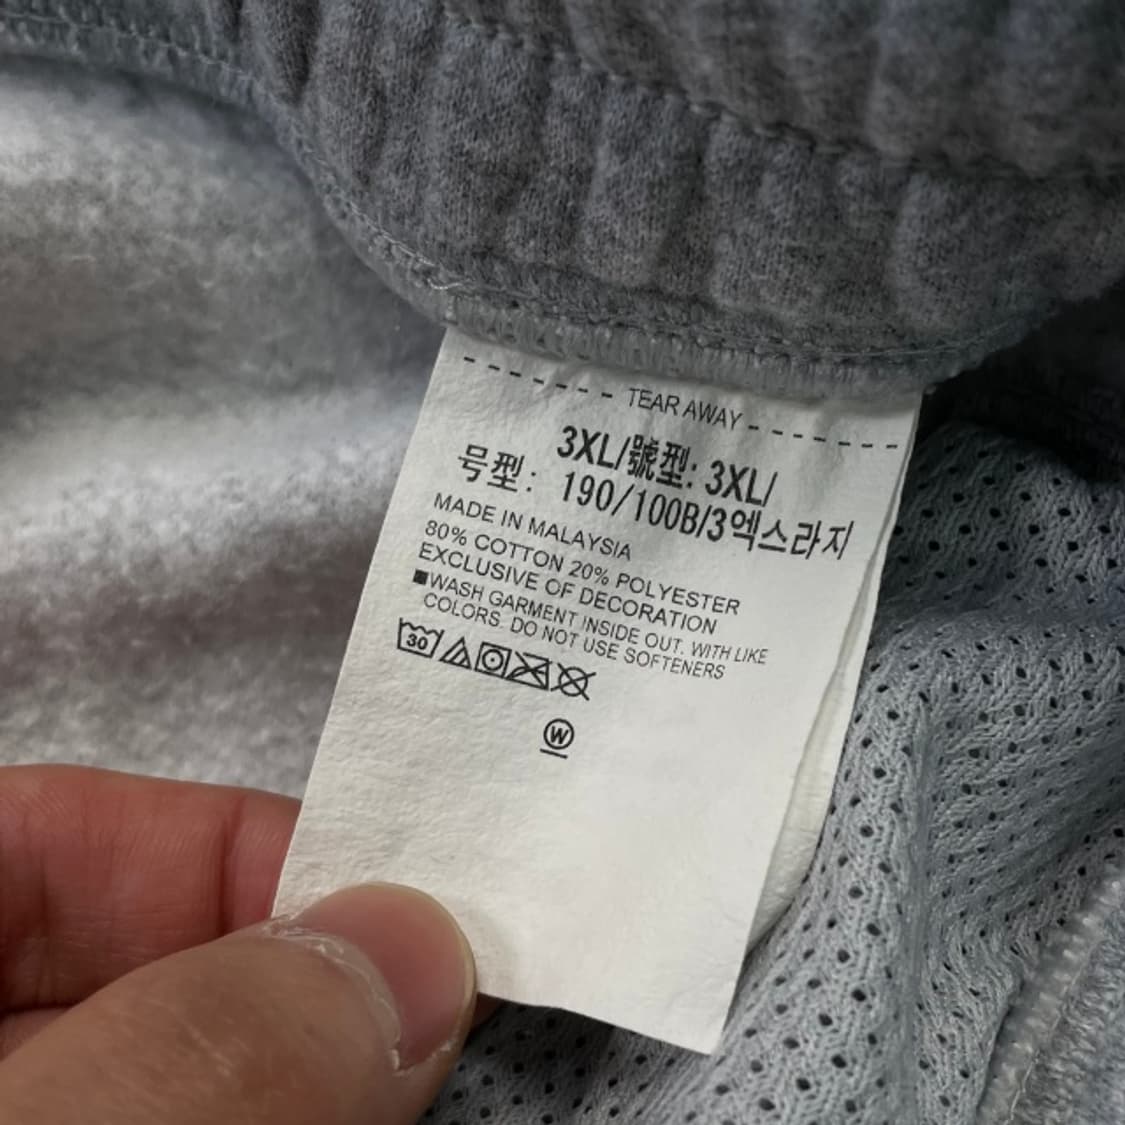 TEAR AWAY
3XL/號型: 3XL/
号型: 190/100B/3엑스라지
MADE IN MALAYSIA
80% COTTON 20% POLYESTER
EXCLUSIVE OF DECORATION
■WASH GARMENT INSIDE OUT. WITH LIKE
COLORS. DO NOT USE SOFTENERS
30
W